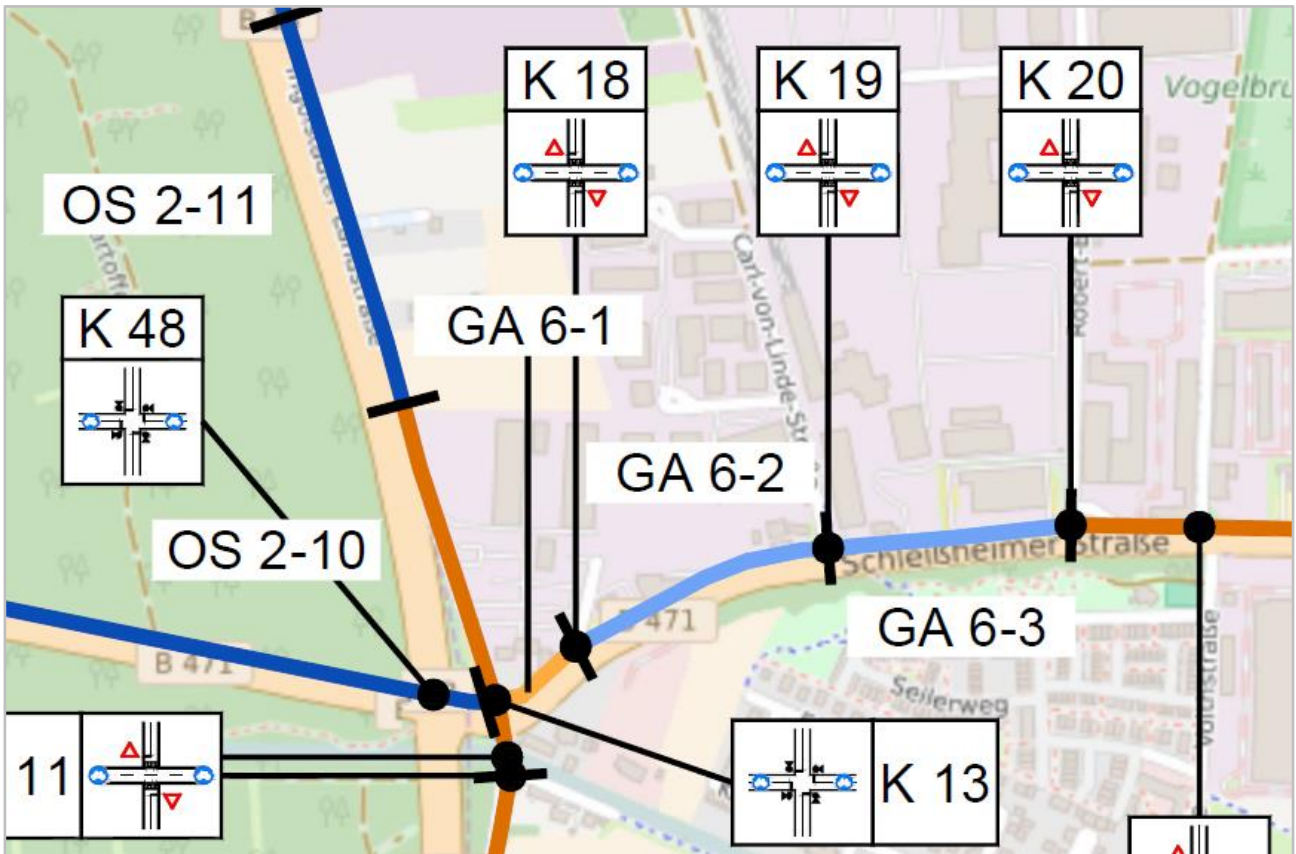 K 18
K 19
K 20
Vogelbru
OS 2-11
GA 6-1
K 48
Carl-von-Linde-Str
GA 6-2
OS 2-10
Schleißheimer Straße
B 471
GA 6-3
B 471
Seilerweg
11
K 13